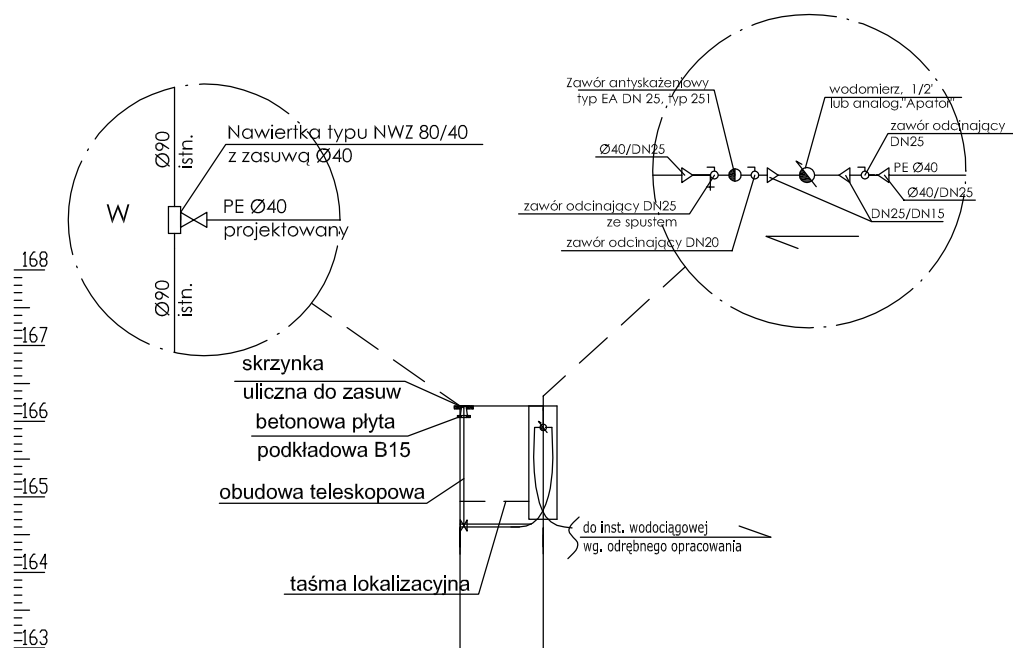 Nawiertka typu NWZ 80/40
z zasuwą Ø40
Ø90
istn.
W
PE Ø40
projektowany
Ø90
istn.
Zawór antyskażeniowy
typ EA DN 25, typ 251
wodomierz, 1/2'
lub analog."Apator"
zawór odcinający
DN25
Ø40/DN25
PE Ø40
Ø40/DN25
zawór odcinający DN25
ze spustem
DN25/DN15
zawór odcinający DN20
168
167
166
165
164
163
skrzynka
uliczna do zasuw
betonowa płyta
podkładowa B15
obudowa teleskopowa
taśma lokalizacyjna
do inst. wodociągowej
wg. odrębnego opracowania